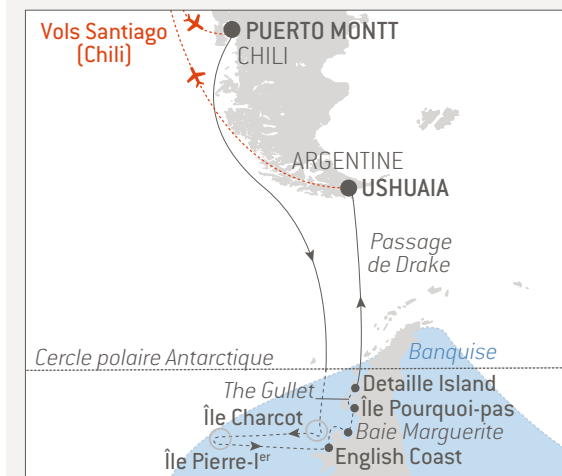 Vols Santiago
(Chili)
PUERTO MONTT
CHILI
ARGENTINE
USHUAIA
Passage
de Drake
Banquise
Cercle polaire Antarctique
The Gullet
Detaille Island
Île Pourquoi-pas
Île Charcot
Baie Marguerite
English Coast
Île Pierre-Ier